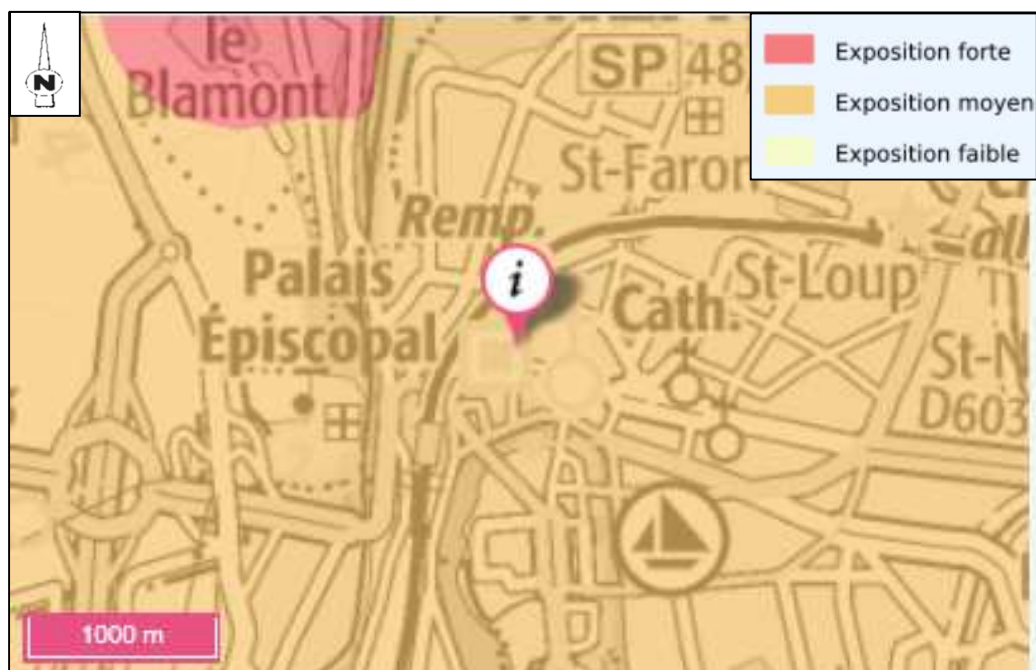 N
le
Blamont
SP 48
Exposition forte
Exposition moyen
Exposition faible
St-Faron
Remp.
i
all
Palais
Épiscopal
Cath.
St-Loup
St-N
D603
1000 m